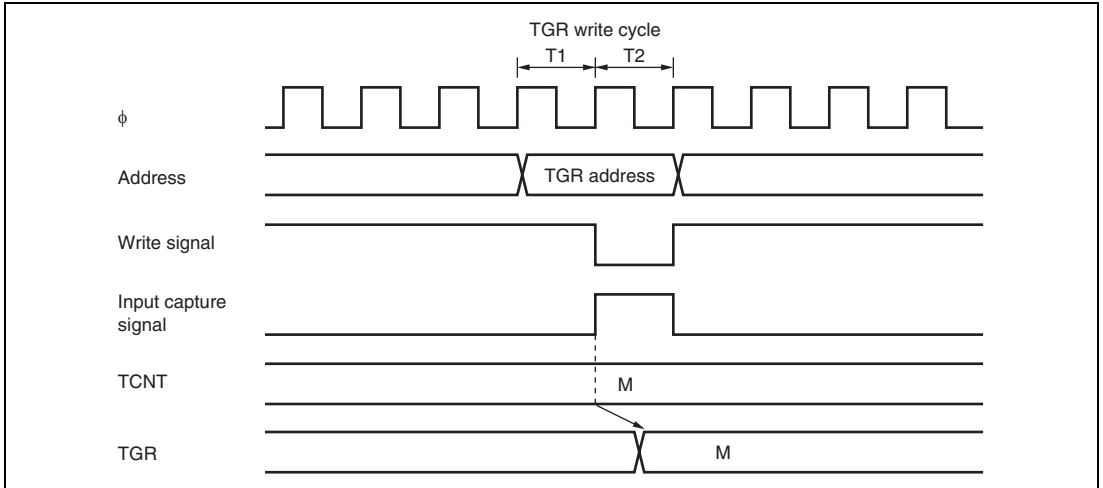 TGR write cycle
T1 T2
ϕ
Address
TGR address
Write signal
Input capture
signal
TCNT
M
TGR
M